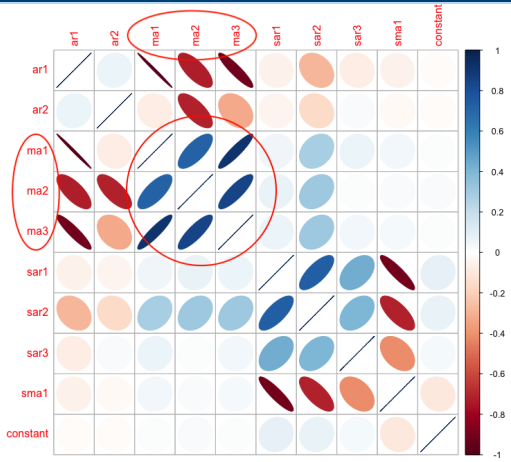 ar1 ar2 ma1 ma2 ma3 sar1 sar2 sar3 sma1 constant
ar1
ar2
ma1
ma2
ma3
sar1
sar2
sar3
sma1
constant
1
0.8
0.6
0.4
0.2
0
-0.2
-0.4
-0.6
-0.8
-1